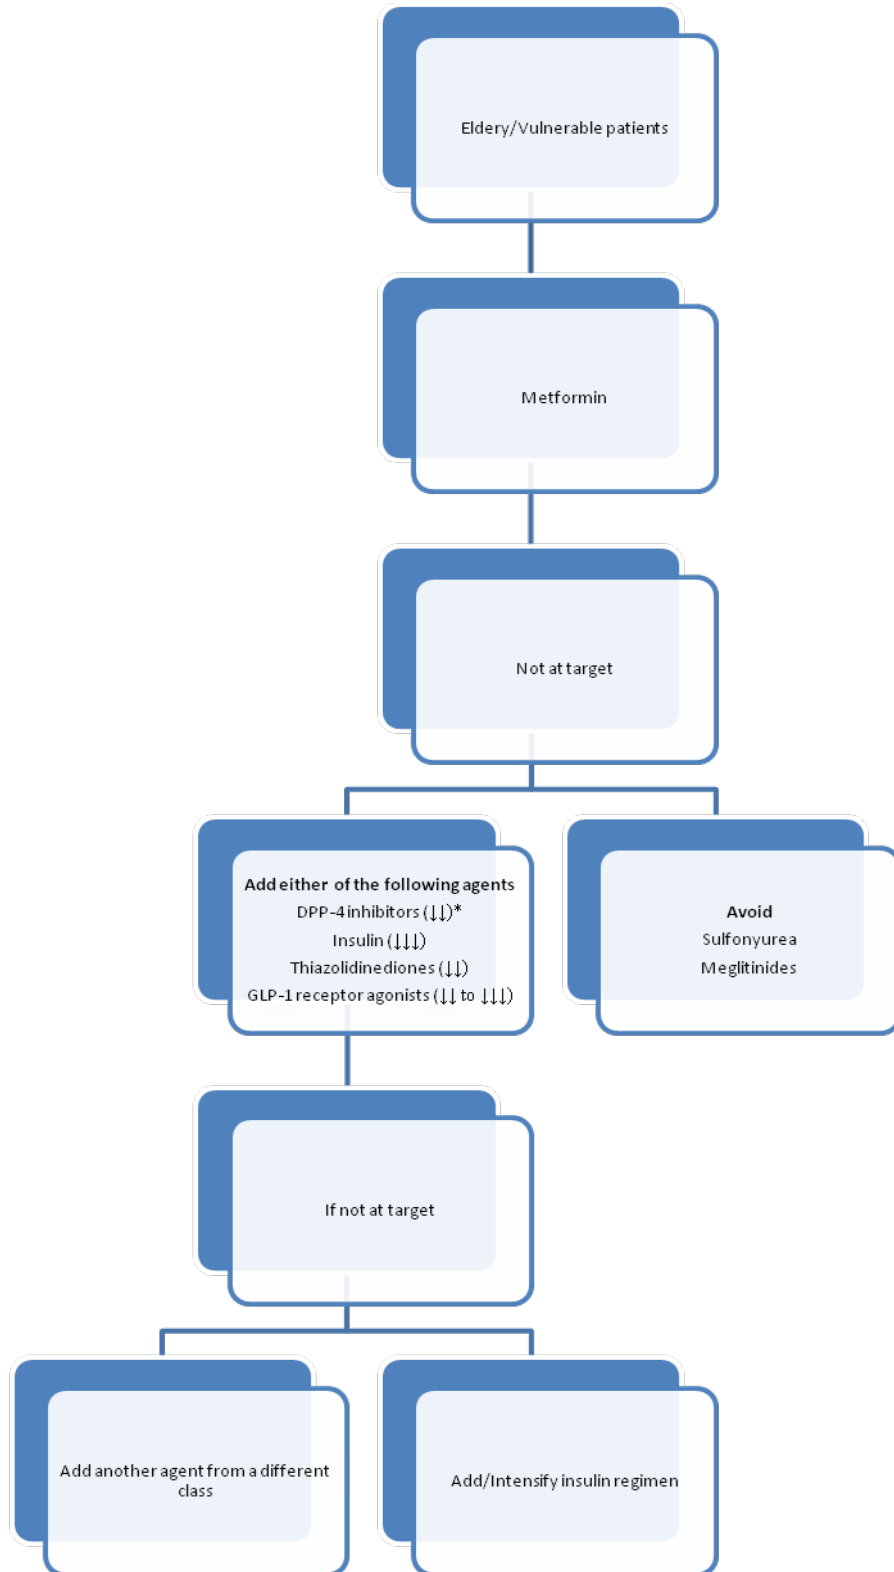 Eldery/Vulnerable patients
Metformin
Not at target
Add either of the following agents
DPP-4 inhibitors (↓↓)*
Insulin (↓↓↓)
Thiazolidinediones (↓↓)
GLP-1 receptor agonists (↓↓ to ↓↓↓)
Avoid
Sulfonyurea
Meglitinides
If not at target
Add another agent from a different
class
Add/Intensify insulin regimen